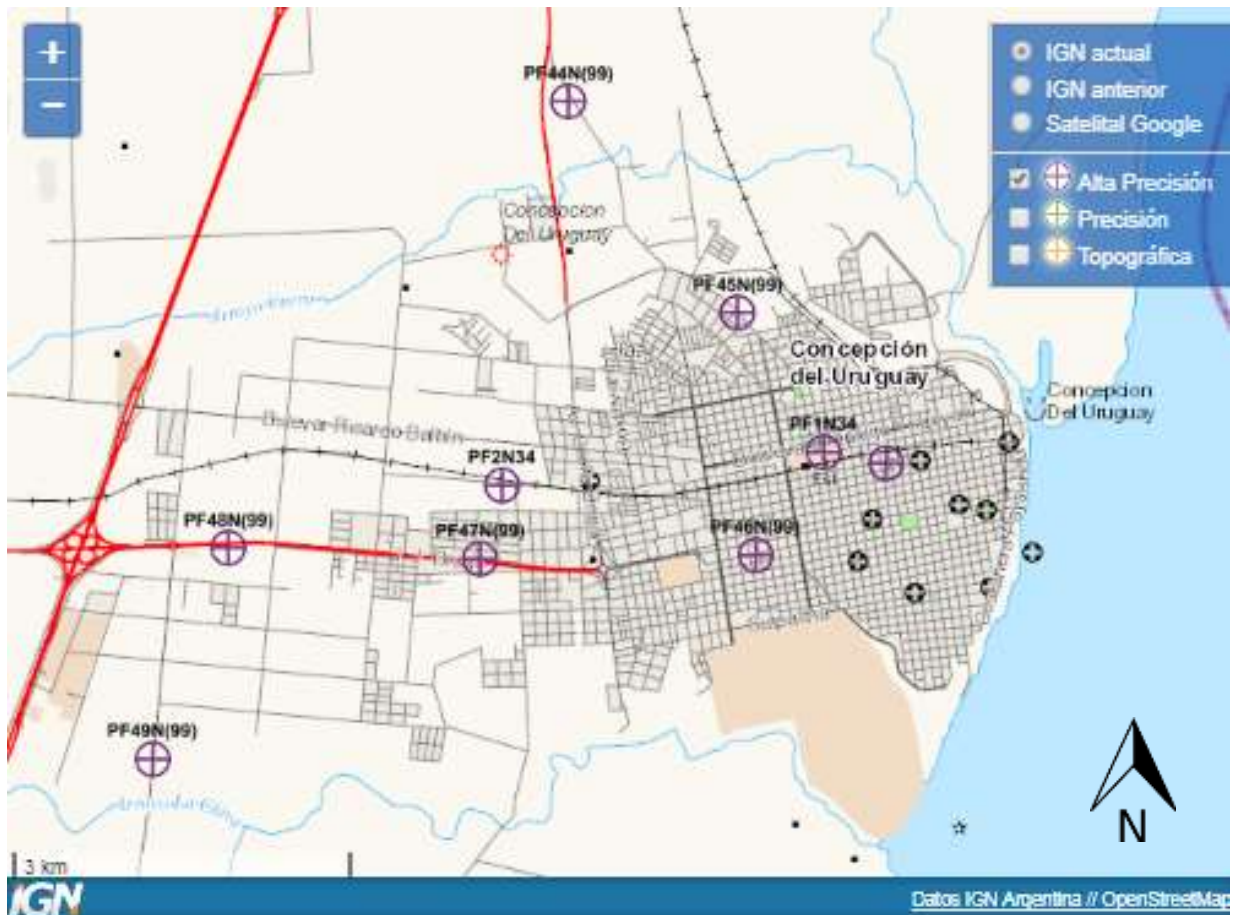 +
−
IGN actual
IGN anterior
Satelital Google
Alta Precisión
Precisión
Topográfica
PF44N(99)
Concepcion
Del Uruguay
PF45N(99)
Concepción
del Uruguay
Concepcion
Del Uruguay
PF1N34
PF2N34
PF48N(99)
PF47N(99)
PF46N(99)
PF49N(99)
N
3 km
IGN
Datos IGN Argentina // OpenStreetMap